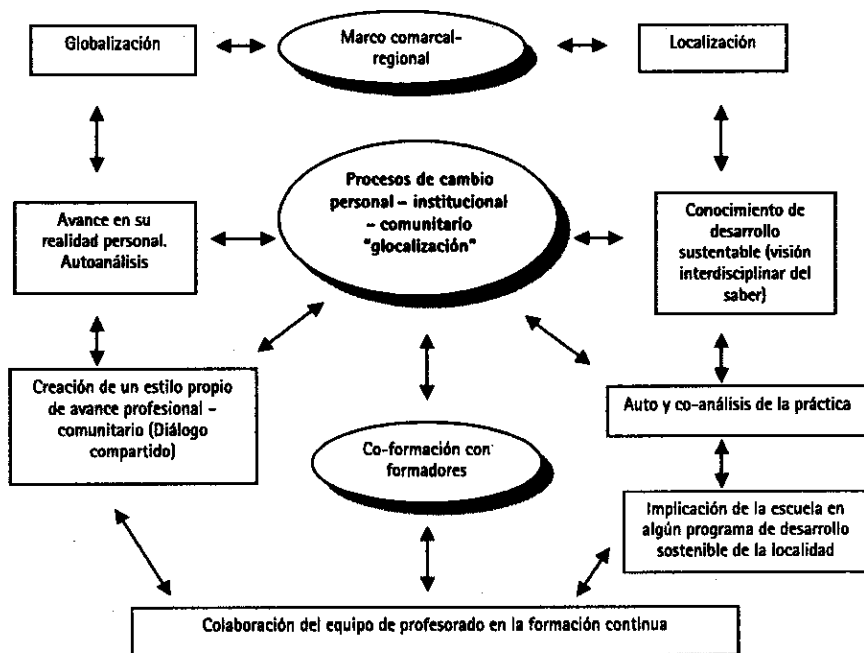 Globalización
Marco comarcal-
regional
Localización
Procesos de cambio
personal – institucional
– comunitario
"glocalización"
Avance en su
realidad personal.
Autoanálisis
Conocimiento de
desarrollo
sustentable (visión
interdisciplinar del
saber)
Creación de un estilo propio
de avance profesional –
comunitario (Diálogo
compartido)
Auto y co-análisis de la práctica
Co-formación con
formadores
Implicación de la escuela en
algún programa de desarrollo
sostenible de la localidad
Colaboración del equipo de profesorado en la formación continua